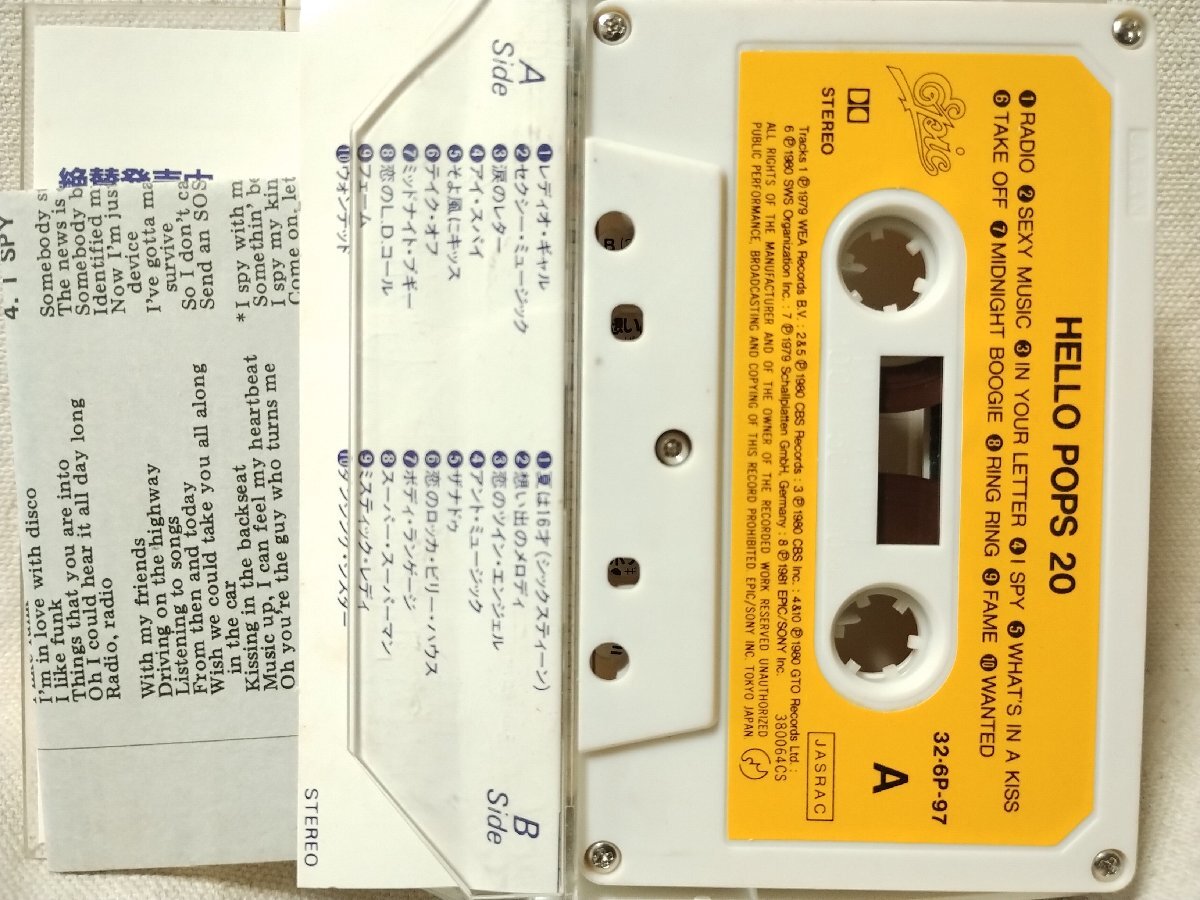 4. I SPY
Somebody
The news is
Somebody
Identified
Now I'm jus
device
I've gotta
survive
So I don't
Send an SOS
* I spy with m
Somethin'
I spy my kin
Come on, let
I'm in love with disco
I like funk
Things that you are into
Oh I could hear it all day long
Radio, radio
With my friends
Driving on the highway
Listening to songs
From then and today
Wish we could take you all along
Kissing in the backseat
in the car
Music up, I can feel my heartbeat
Oh you're the guy who turns me
A
Side
❶レディオ・ギャル
❷セクシー・ミュージック
❸涙のレター
❹アイ・スパイ
❺そよ風にキッス
❻テイク・オフ
❼ミッドナイト・ブギー
❽恋のL.D.コール
❾フェーム
❿ウォンテッド
B
Side
❶夏は16才(シックスティーン)
❷想い出のメロディ
❸恋のツイン・エンジェル
❹アント・ミュージック
❺ザナドゥ
❻恋のロッカ・ビリー・ハウス
❼ボディ・ランゲージ
❽スーパー・スーパーマン
❾ミスティック・レディ
❿ダンシング・シスター
STEREO
HELLO POPS 20
❶ RADIO ❷ SEXY MUSIC ❸ IN YOUR LETTER ❹ I SPY ❺ WHAT'S IN A KISS
❻ TAKE OFF ❼ MIDNIGHT BOOGIE ❽ RING RING ❾ FAME ❿ WANTED
Epic
32・6P-97
A
STEREO
JASRAC
Tracks 1 Ⓟ1979 WEA Records B.V. : 2&5 Ⓟ1980 CBS Records : 3 Ⓟ1980 CBS Inc. : 4&10 Ⓟ1980 GTO Records Ltd. :
6 Ⓟ1980 SWS Organization Inc. : 7 Ⓟ1979 Schallplatten GmbH, Germany : 8 Ⓟ1981 EPIC/SONY Inc. 380064CS
ALL RIGHTS OF THE MANUFACTURER AND OF THE OWNER OF THE RECORDED WORK RESERVED UNAUTHORIZED
PUBLIC PERFORMANCE, BROADCASTING AND COPYING OF THIS RECORD PROHIBITED. EPIC/SONY INC. TOKYO JAPAN.